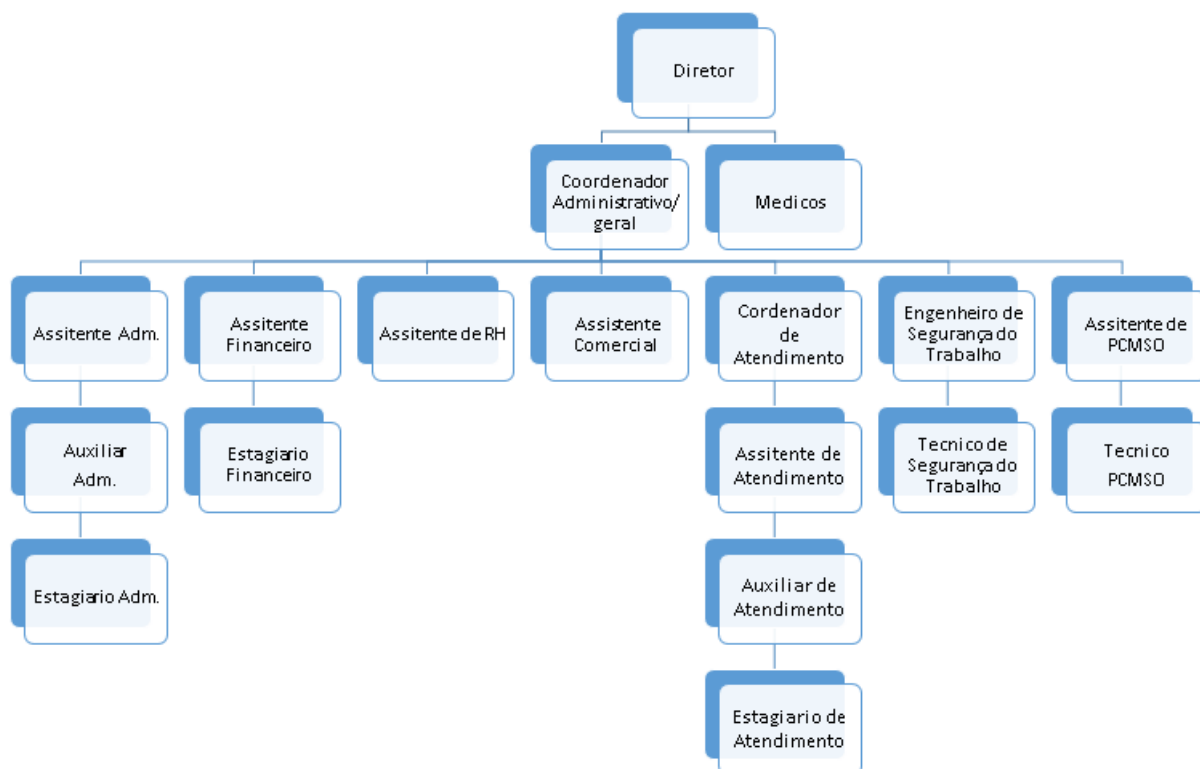 Diretor
Coordenador
Administrativo/
geral
Medicos
Assitente Adm.
Assitente
Financeiro
Assitente de RH
Assistente
Comercial
Cordenador
de
Atendimento
Engenheiro de
Segurança do
Trabalho
Assitente de
PCMSO
Auxiliar
Adm.
Estagiario
Financeiro
Assitente de
Atendimento
Tecnico de
Segurança do
Trabalho
Tecnico
PCMSO
Estagiario Adm.
Auxiliar de
Atendimento
Estagiario de
Atendimento